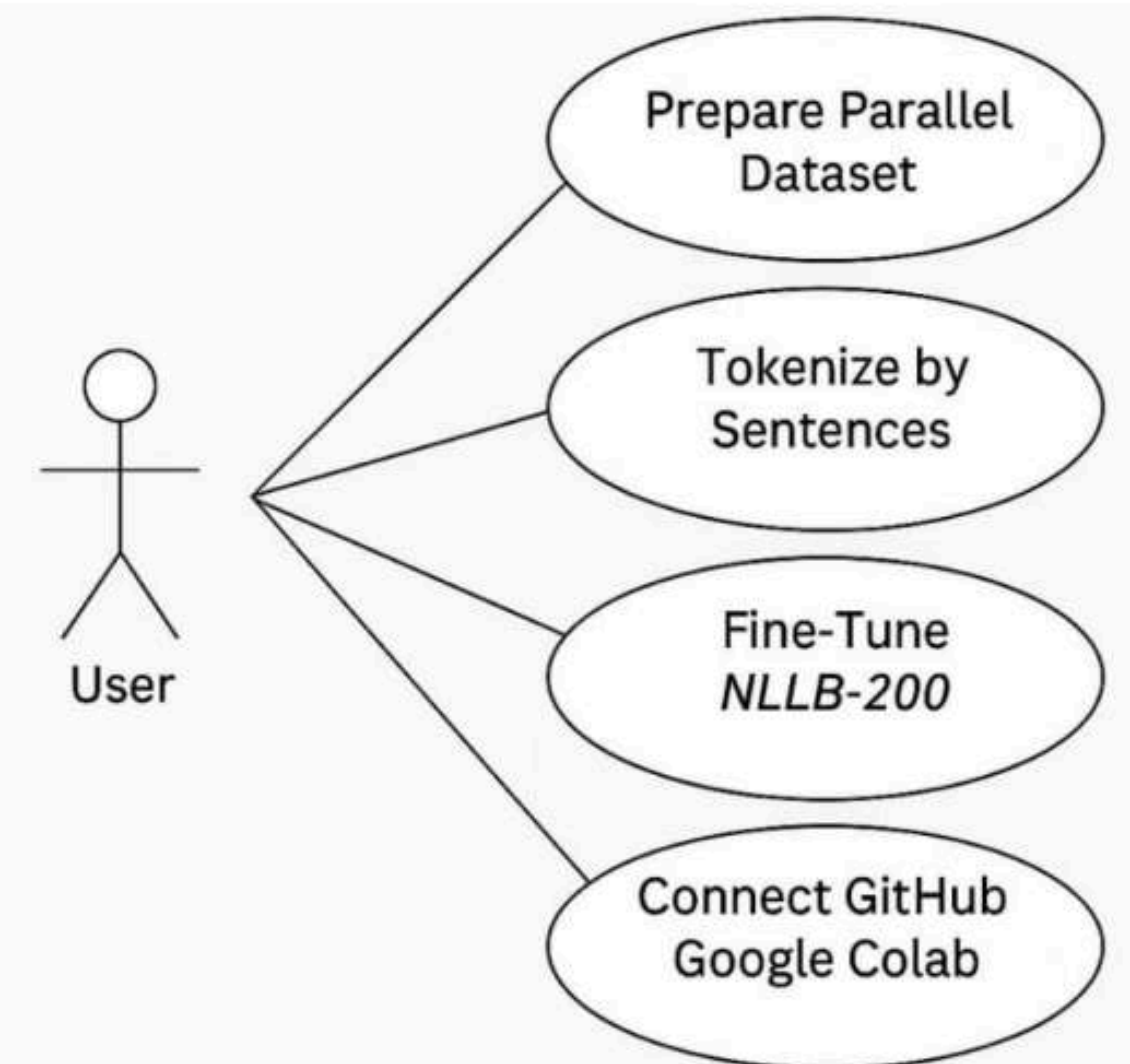 Prepare Parallel
Dataset
Tokenize by
Sentences
Fine-Tune
NLLB-200
Connect GitHub
Google Colab
User